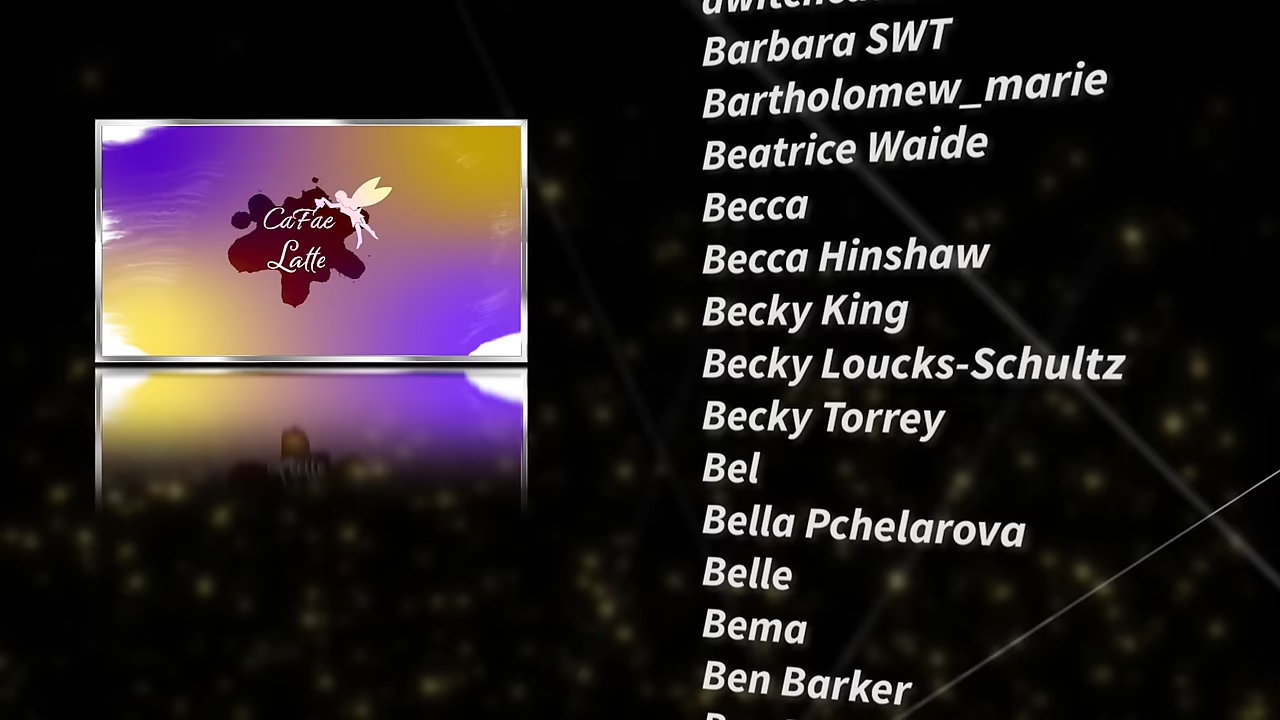 CaFae
Latte
Barbara SWT
Bartholomew_marie
Beatrice Waide
Becca
Becca Hinshaw
Becky King
Becky Loucks-Schultz
Becky Torrey
Bel
Bella Pchelarova
Belle
Bema
Ben Barker